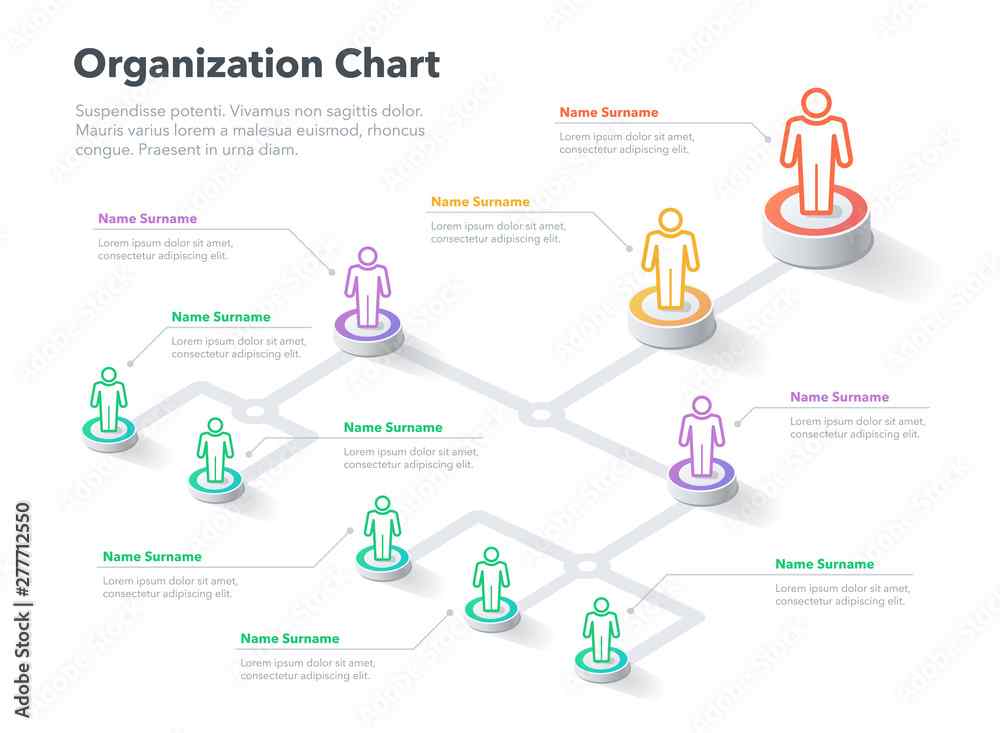 Organization Chart
Suspendisse potenti. Vivamus non sagittis dolor.
Mauris varius lorem a malesua euismod, rhoncus
congue. Praesent in urna diam.
Name Surname
Lorem ipsum dolor sit amet,
consectetur adipiscing elit.
Name Surname
Lorem ipsum dolor sit amet,
consectetur adipiscing elit.
Name Surname
Lorem ipsum dolor sit amet,
consectetur adipiscing elit.
Name Surname
Lorem ipsum dolor sit amet,
consectetur adipiscing elit.
Name Surname
Lorem ipsum dolor sit amet,
consectetur adipiscing elit.
Name Surname
Lorem ipsum dolor sit amet,
consectetur adipiscing elit.
Name Surname
Lorem ipsum dolor sit amet,
consectetur adipiscing elit.
Name Surname
Lorem ipsum dolor sit amet,
consectetur adipiscing elit.
Name Surname
Lorem ipsum dolor sit amet,
consectetur adipiscing elit.
Adobe Stock | #277712550